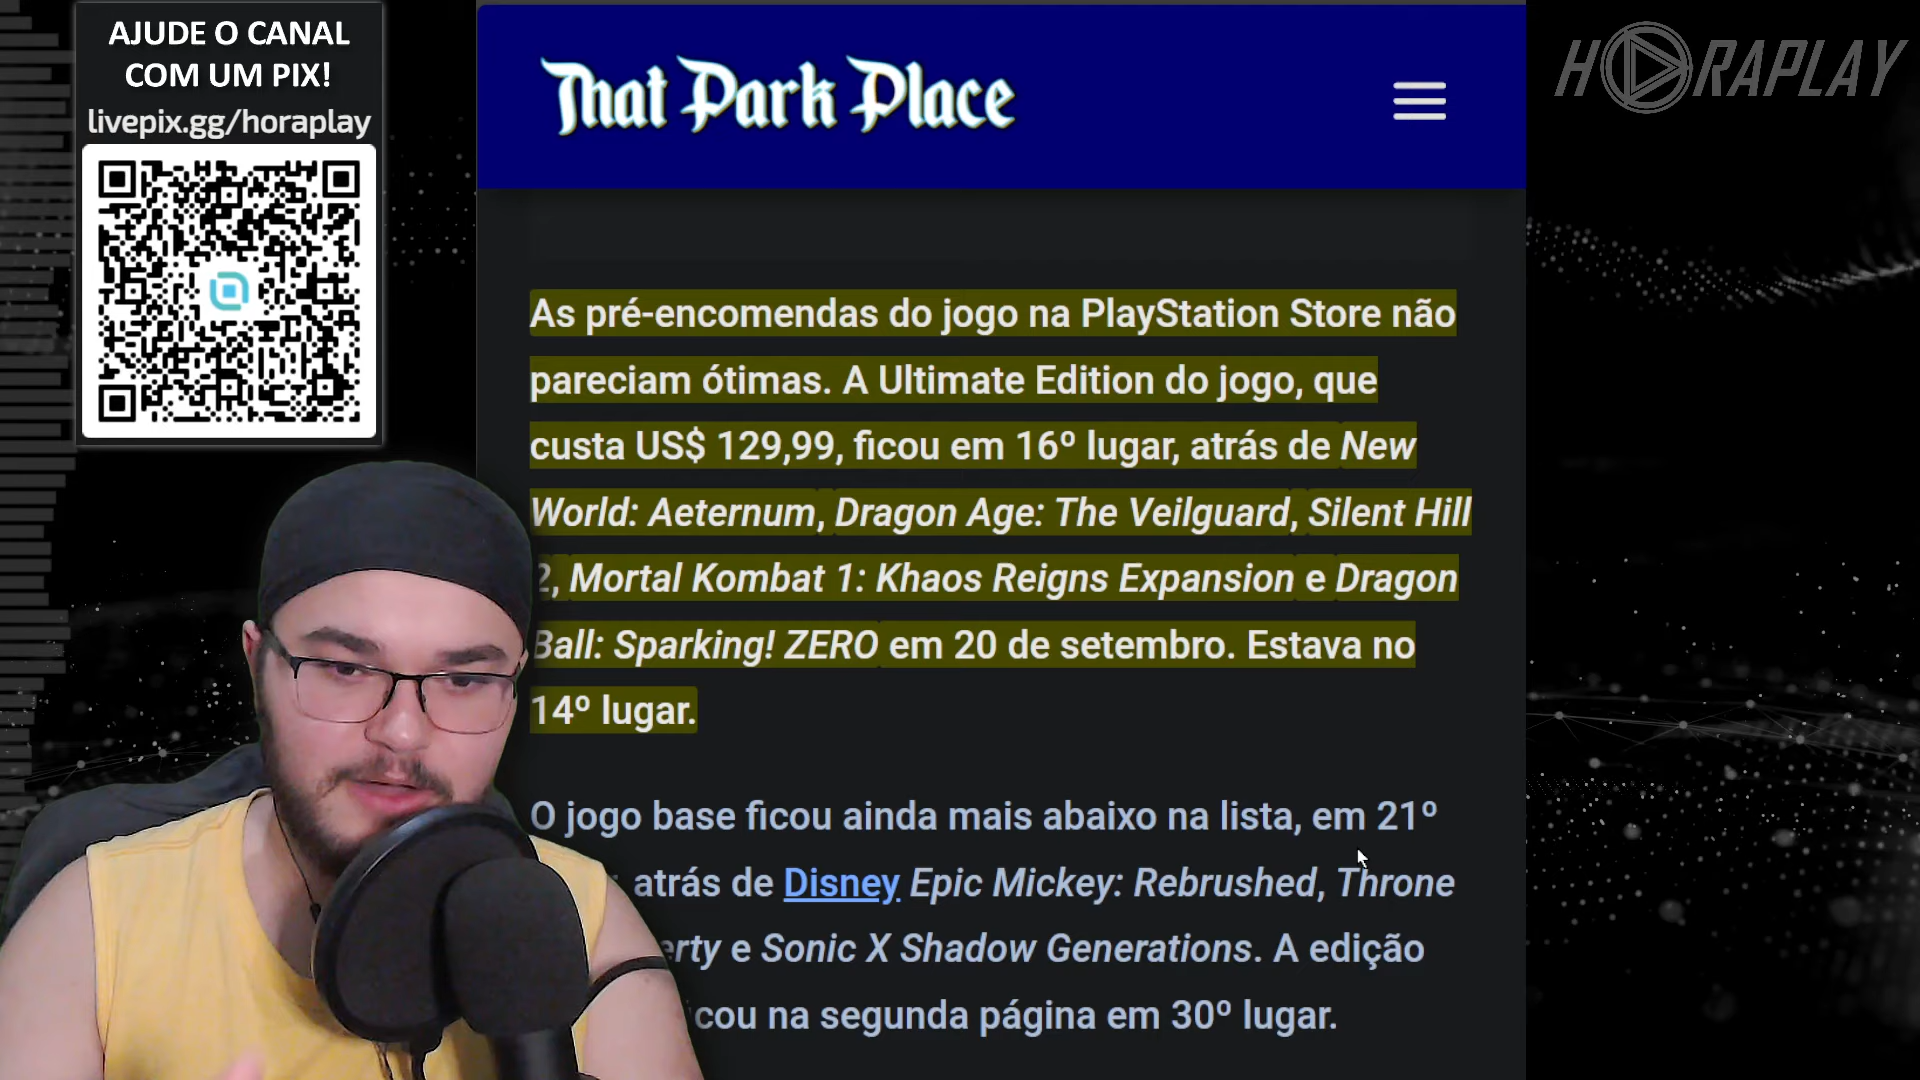 AJUDE O CANAL
COM UM PIX!
livepix.gg/horaplay
That Park Place
HORAPLAY
As pré-encomendas do jogo na PlayStation Store não
pareciam ótimas. A Ultimate Edition do jogo, que
custa US$ 129,99, ficou em 16º lugar, atrás de New
World: Aeternum, Dragon Age: The Veilguard, Silent Hill
2, Mortal Kombat 1: Khaos Reigns Expansion e Dragon
Ball: Sparking! ZERO em 20 de setembro. Estava no
14º lugar.
O jogo base ficou ainda mais abaixo na lista, em 21º
atrás de Disney Epic Mickey: Rebrushed, Throne
e Sonic X Shadow Generations. A edição
na segunda página em 30º lugar.